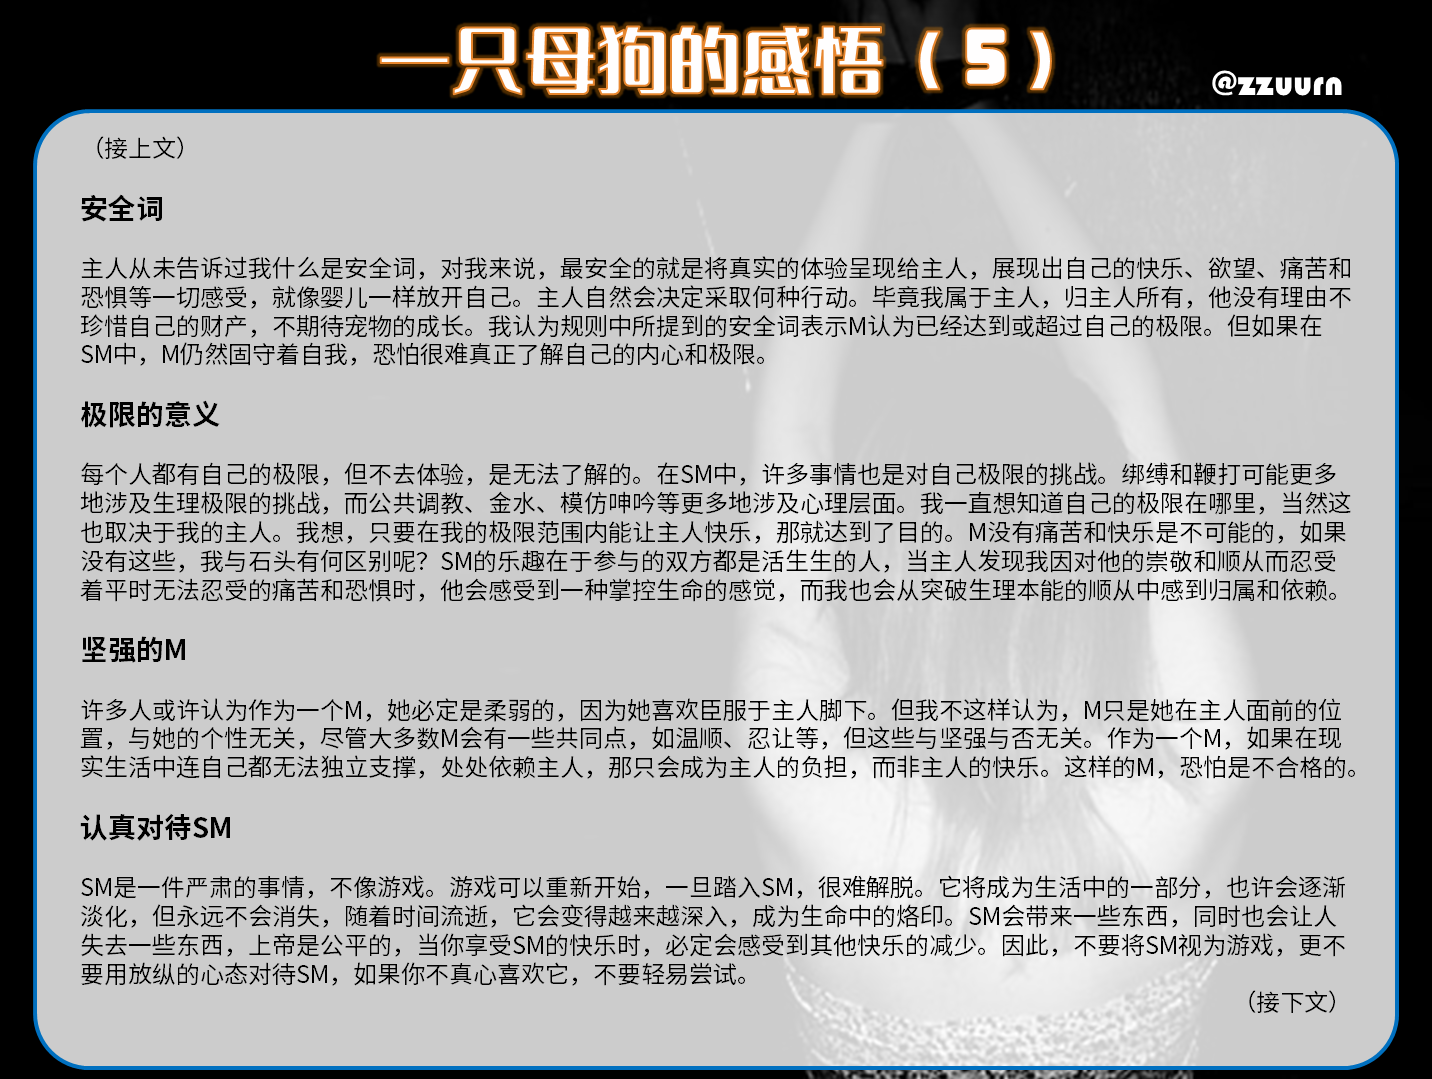 一只母狗的感悟（5）
@zzuurn
（接上文）
安全词
主人从未告诉过我什么是安全词，对我来说，最安全的就是将真实的体验呈现给主人，展现出自己的快乐、欲望、痛苦和
恐惧等一切感受，就像婴儿一样放开自己。主人自然会决定采取何种行动。毕竟我属于主人，归主人所有，他没有理由不
珍惜自己的财产，不期待宠物的成长。我认为规则中所提到的安全词表示M认为已经达到或超过自己的极限。但如果在
SM中，M仍然固守着自我，恐怕很难真正了解自己的内心和极限。
极限的意义
每个人都有自己的极限，但不去体验，是无法了解的。在SM中，许多事情也是对自己极限的挑战。绑缚和鞭打可能更多
地涉及生理极限的挑战，而公共调教、金水、模仿呻吟等更多地涉及心理层面。我一直想知道自己的极限在哪里，当然这
也取决于我的主人。我想，只要在我的极限范围内能让主人快乐，那就达到了目的。M没有痛苦和快乐是不可能的，如果
没有这些，我与石头有何区别呢？SM的乐趣在于参与的双方都是活生生的人，当主人发现我因对他的崇敬和顺从而忍受
着平时无法忍受的痛苦和恐惧时，他会感受到一种掌控生命的感觉，而我也会从突破生理本能的顺从中感到归属和依赖。
坚强的M
许多人或许认为作为一个M，她必定是柔弱的，因为她喜欢臣服于主人脚下。但我不这样认为，M只是她在主人面前的位
置，与她的个性无关，尽管大多数M会有一些共同点，如温顺、忍让等，但这些与坚强与否无关。作为一个M，如果在现
实生活中连自己都无法独立支撑，处处依赖主人，那只会成为主人的负担，而非主人的快乐。这样的M，恐怕是不合格的。
认真对待SM
SM是一件严肃的事情，不像游戏。游戏可以重新开始，一旦踏入SM，很难解脱。它将成为生活中的一部分，也许会逐渐
淡化，但永远不会消失，随着时间流逝，它会变得越来越深入，成为生命中的烙印。SM会带来一些东西，同时也会让人
失去一些东西，上帝是公平的，当你享受SM的快乐时，必定会感受到其他快乐的减少。因此，不要将SM视为游戏，更不
要用放纵的心态对待SM，如果你不真心喜欢它，不要轻易尝试。
（接下文）